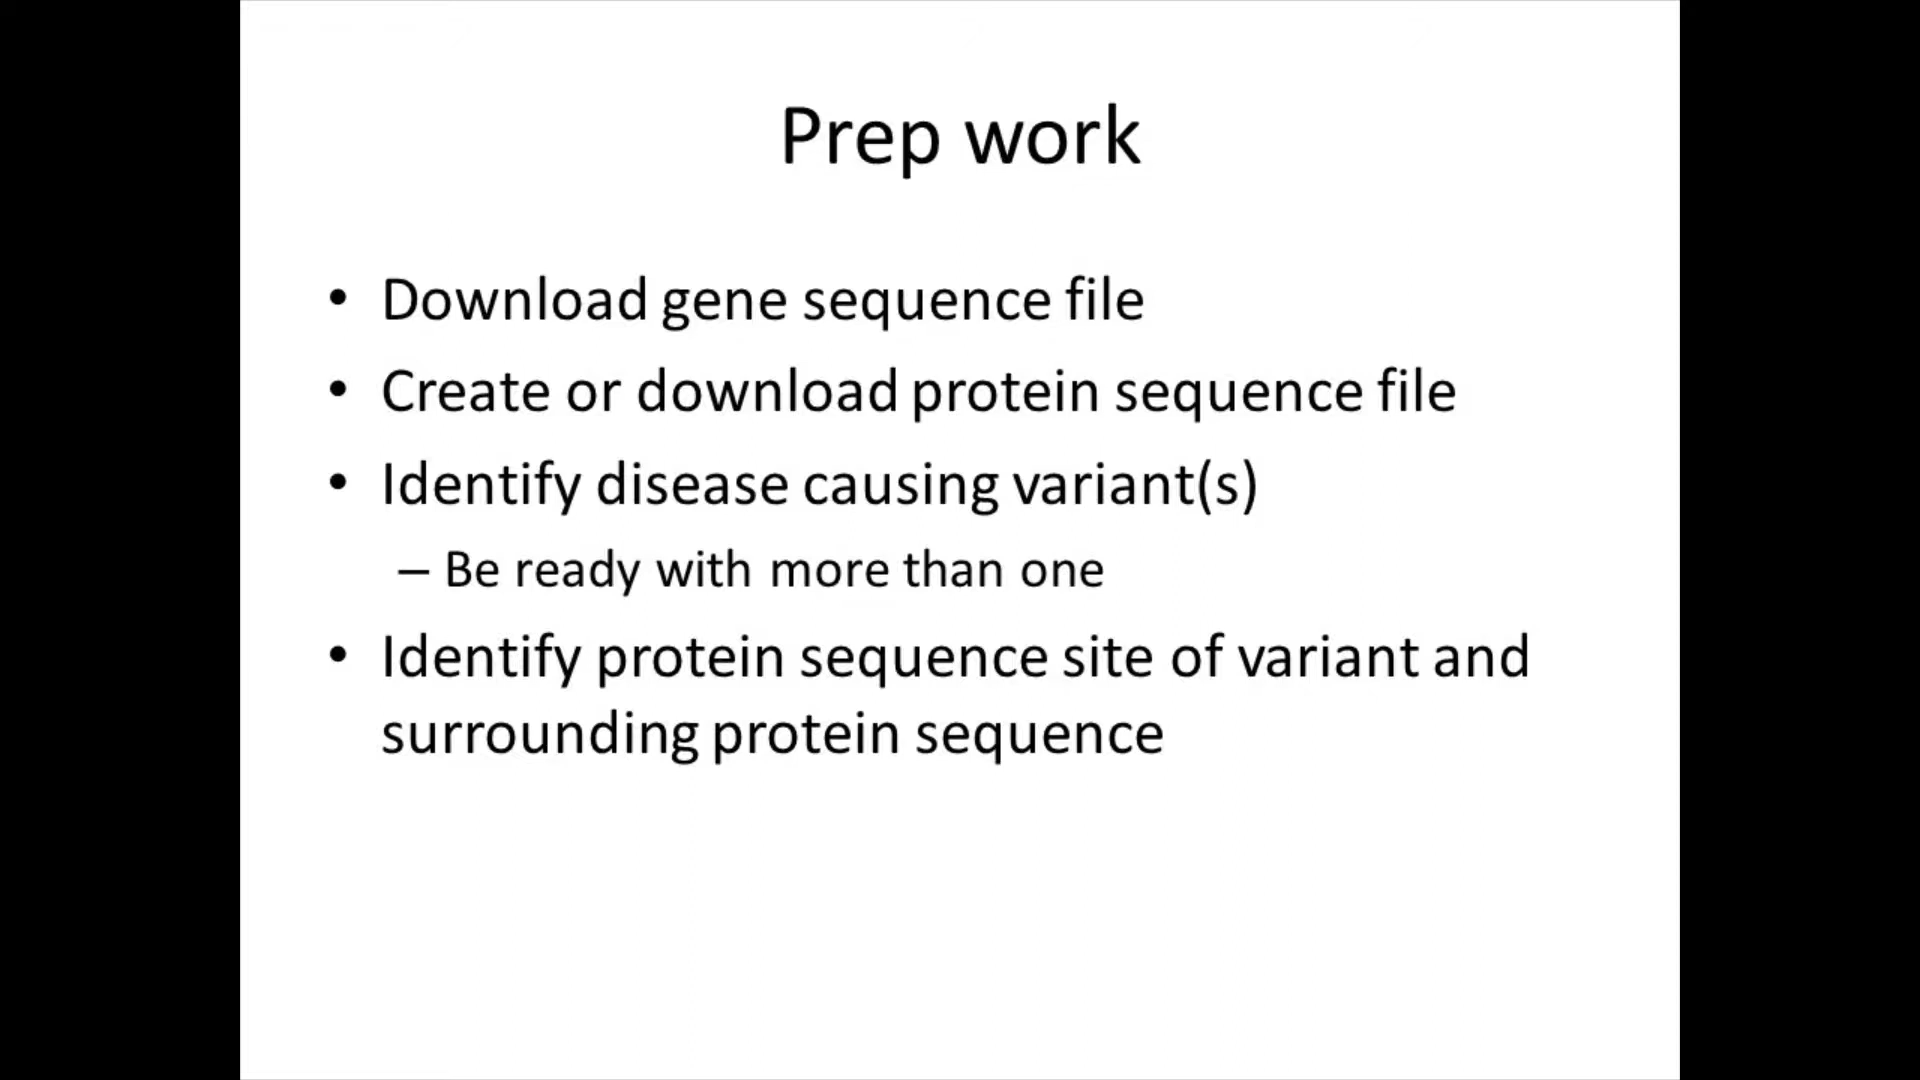 Prep work
• Download gene sequence file
• Create or download protein sequence file
• Identify disease causing variant(s)
– Be ready with more than one
• Identify protein sequence site of variant and
surrounding protein sequence